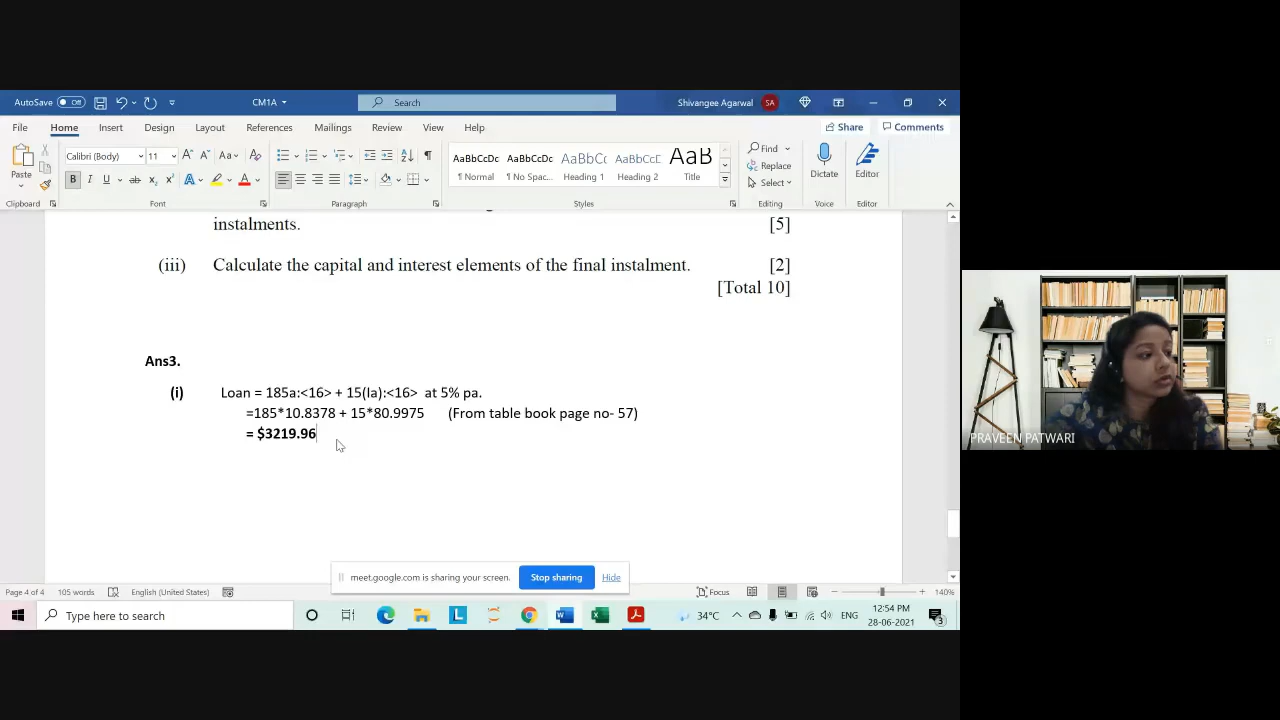 AutoSave Off CM1A Search Shivangee Agarwal SA
File Home Insert Design Layout References Mailings Review View Help Share Comments
Paste Calibri (Body) 11 Find
Replace
Select
AaBbCcDc AaBbCcDc AaBbCc AaBbCcD AaB
¶ Normal ¶ No Spac... Heading 1 Heading 2 Title
Dictate Editor
Clipboard Font Paragraph Styles Editing Voice Editor
instalments. [5]
(iii) Calculate the capital and interest elements of the final instalment. [2]
[Total 10]
Ans3.
(i) Loan = 185a:<16> + 15(Ia):<16> at 5% pa.
=185*10.8378 + 15*80.9975 (From table book page no- 57)
= $3219.96
PRAVEEN PATWARI
meet.google.com is sharing your screen. Stop sharing Hide
Page 4 of 4 105 words English (United States) Focus 140%
Type here to search 34°C ENG 12:54 PM
28-06-2021 3